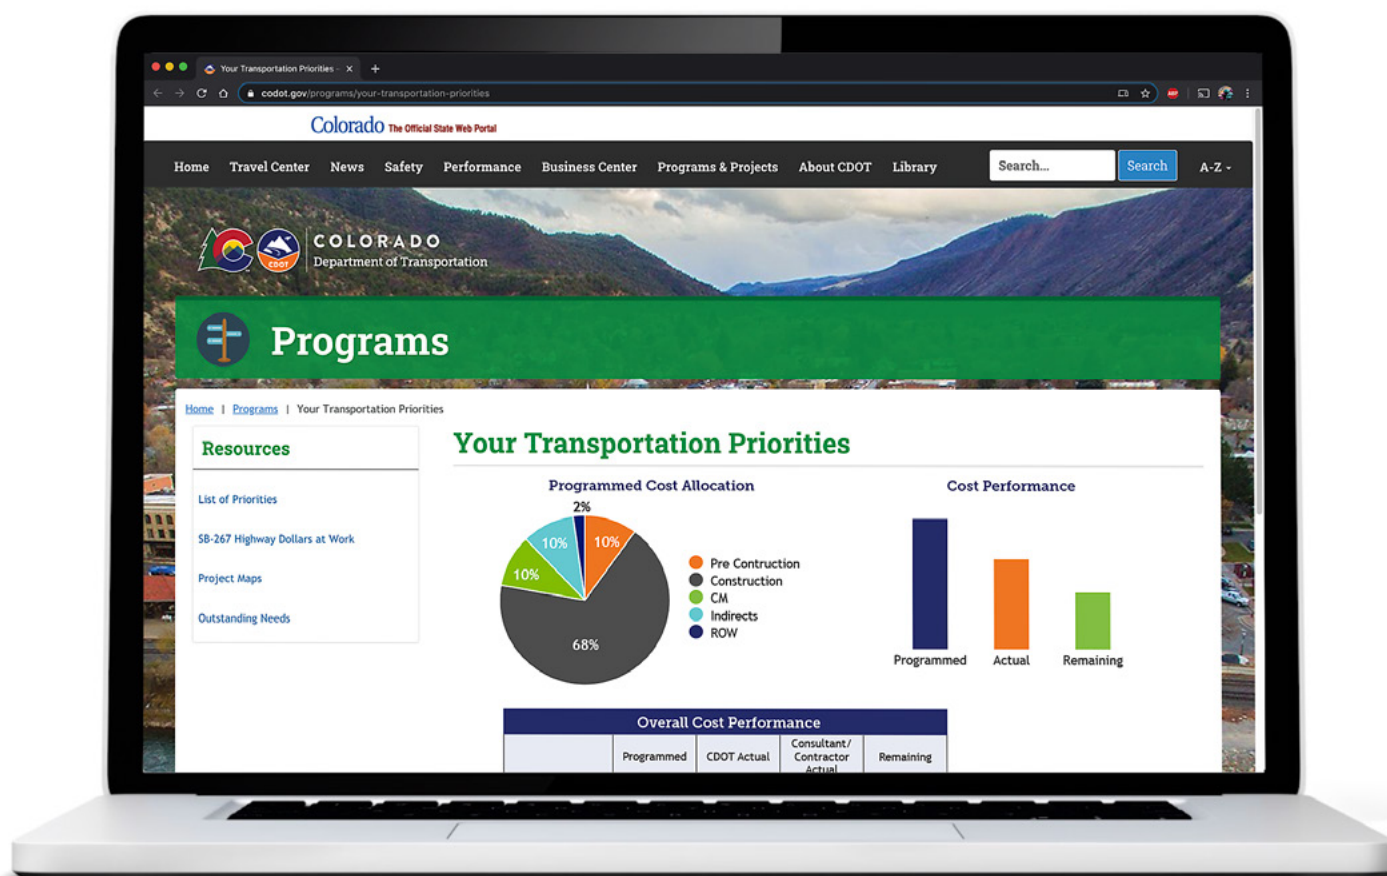 Your Transportation Priorities -
codot.gov/programs/your-transportation-priorities
Colorado The Official State Web Portal
Home Travel Center News Safety Performance Business Center Programs & Projects About CDOT Library Search... Search A-Z
COLORADO
Department of Transportation
CDOT
Programs
Home | Programs | Your Transportation Priorities
Resources
List of Priorities
SB-267 Highway Dollars at Work
Project Maps
Outstanding Needs
Your Transportation Priorities
Programmed Cost Allocation
2%
10%
10%
10%
68%
Pre Contruction
Construction
CM
Indirects
ROW
Cost Performance
Programmed Actual Remaining
Overall Cost Performance
Programmed CDOT Actual Consultant/ Remaining
Contractor
Actual